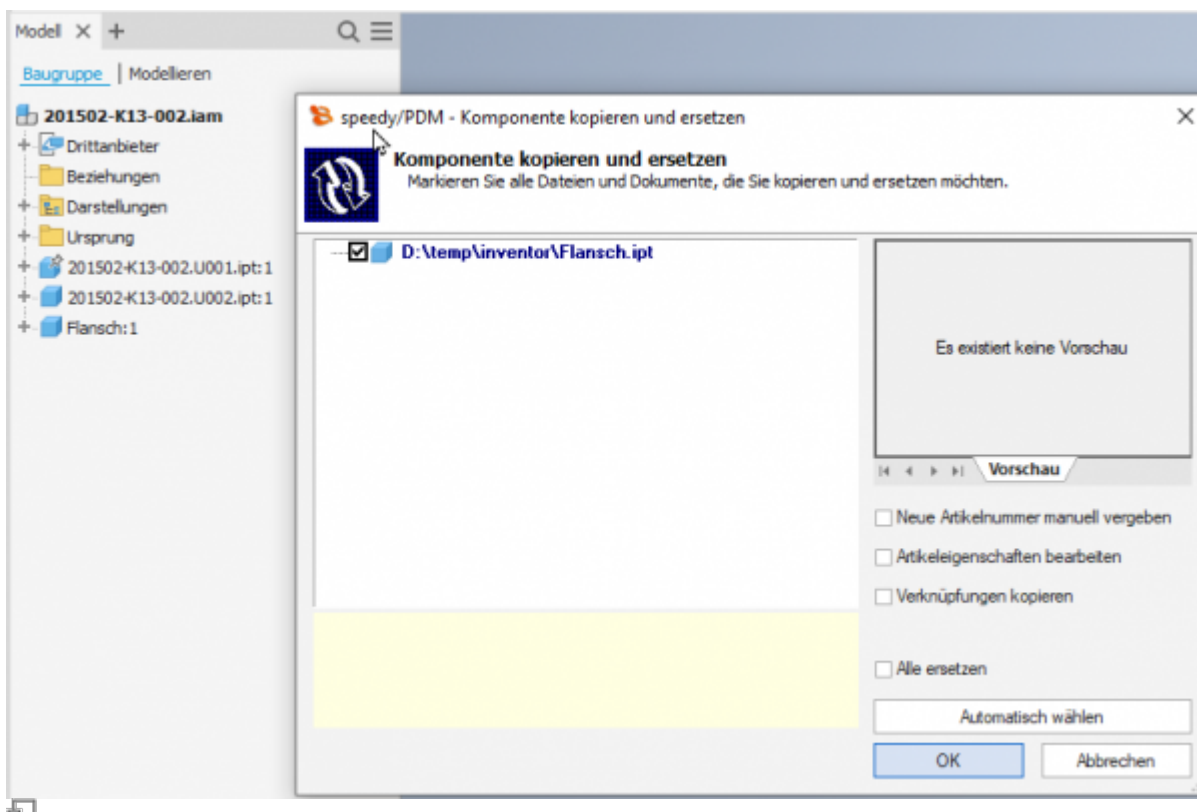 Modell
Baugruppe | Modellieren
201502-K13-002.iam
Drittanbieter
Beziehungen
Darstellungen
Ursprung
201502-K13-002.U001.ipt:1
201502-K13-002.U002.ipt:1
Flansch:1
speedy/PDM - Komponente kopieren und ersetzen
Komponente kopieren und ersetzen
Markieren Sie alle Dateien und Dokumente, die Sie kopieren und ersetzen möchten.
D:\temp\inventor\Flansch.ipt
Es existiert keine Vorschau
Vorschau
Neue Artikelnummer manuell vergeben
Artikeleigenschaften bearbeiten
Verknüpfungen kopieren
Alle ersetzen
Automatisch wählen
OK
Abbrechen